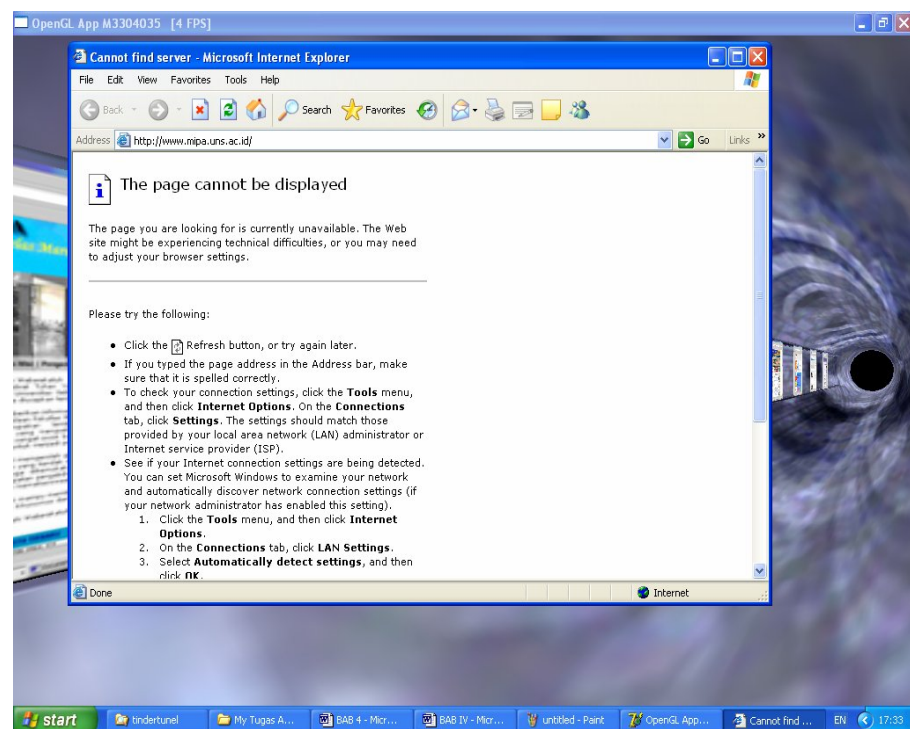 OpenGL App M3304035 [4 FPS]
Cannot find server - Microsoft Internet Explorer
File Edit View Favorites Tools Help
Back Search Favorites
Address http://www.mipa.uns.ac.id/ Go Links »
The page cannot be displayed
The page you are looking for is currently unavailable. The Web
site might be experiencing technical difficulties, or you may need
to adjust your browser settings.
Please try the following:
• Click the Refresh button, or try again later.
• If you typed the page address in the Address bar, make
sure that it is spelled correctly.
• To check your connection settings, click the Tools menu,
and then click Internet Options. On the Connections
tab, click Settings. The settings should match those
provided by your local area network (LAN) administrator or
Internet service provider (ISP).
• See if your Internet connection settings are being detected.
You can set Microsoft Windows to examine your network
and automatically discover network connection settings (if
your network administrator has enabled this setting).
1. Click the Tools menu, and then click Internet
Options.
2. On the Connections tab, click LAN Settings.
3. Select Automatically detect settings, and then
click OK.
Done Internet
start tindertunel My Tugas A... BAB 4 - Micr... BAB IV - Micr... untitled - Paint OpenGL App... Cannot find ... EN 17:33